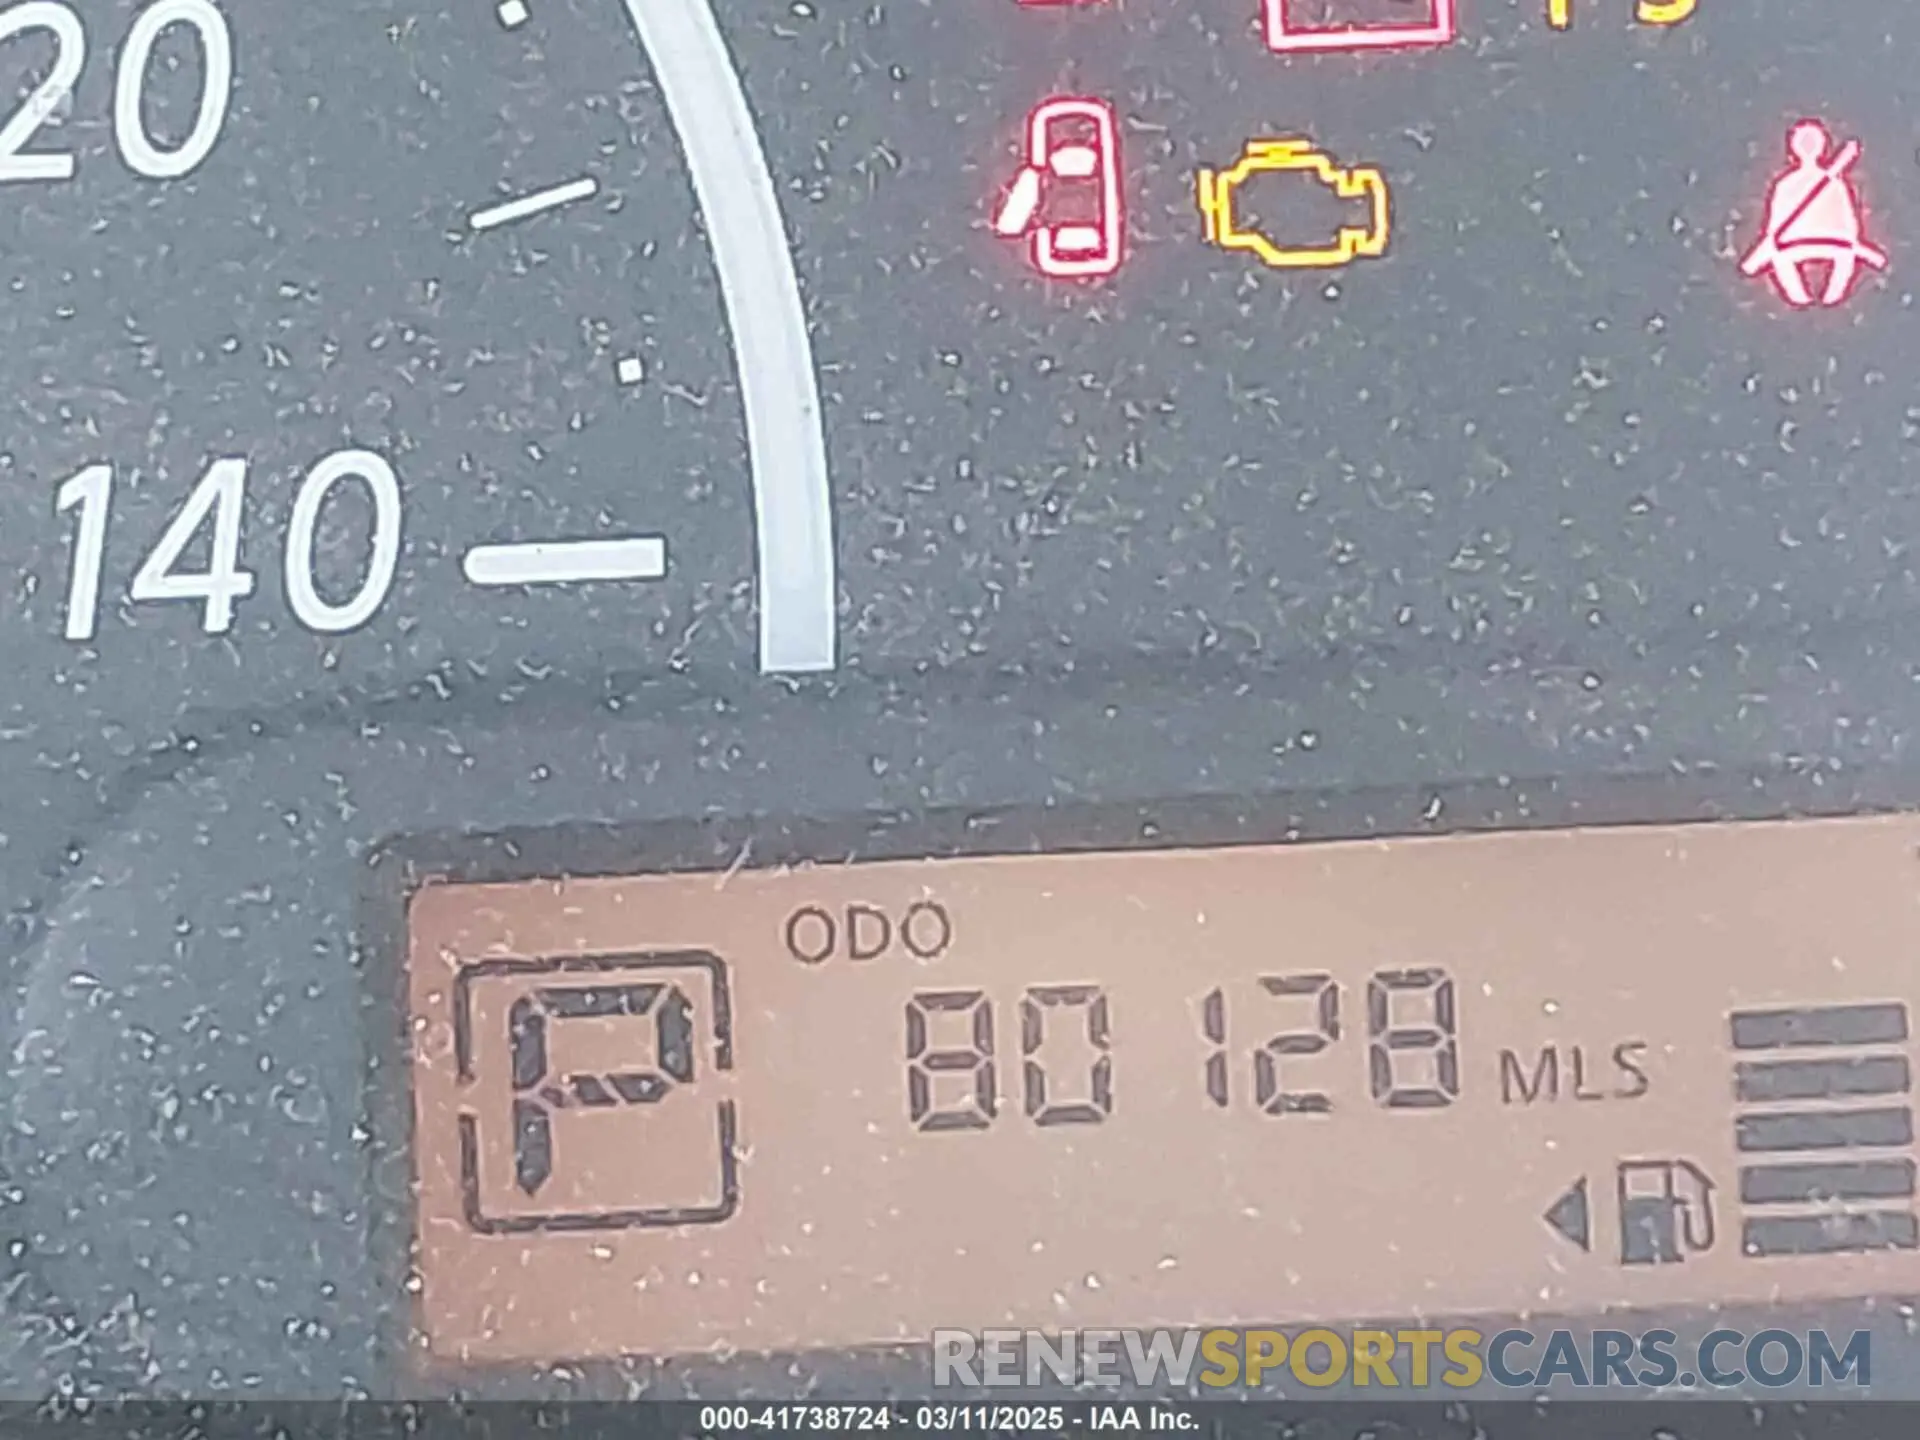 20
140
ODO
P
80128 MLS
RENEWSPORTSCARS.COM
000-41738724 - 03/11/2025 - IAA Inc.